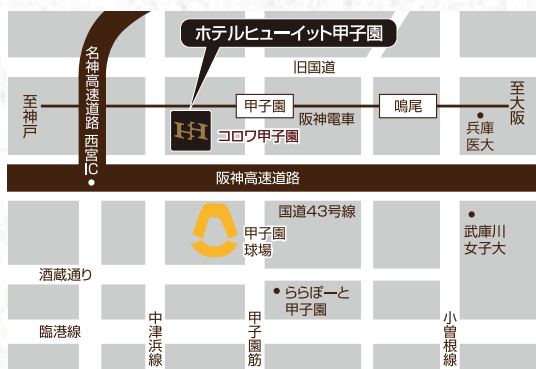 ホテルヒューイット甲子園
名神高速道路 西宮IC
旧国道
至神戸
甲子園
鳴尾
至大阪
阪神電車
兵庫
医大
HH
コロワ甲子園
阪神高速道路
国道43号線
甲子園
球場
武庫川
女子大
酒蔵通り
ららぽーと
甲子園
臨港線
中津浜線
甲子園筋
小曽根線